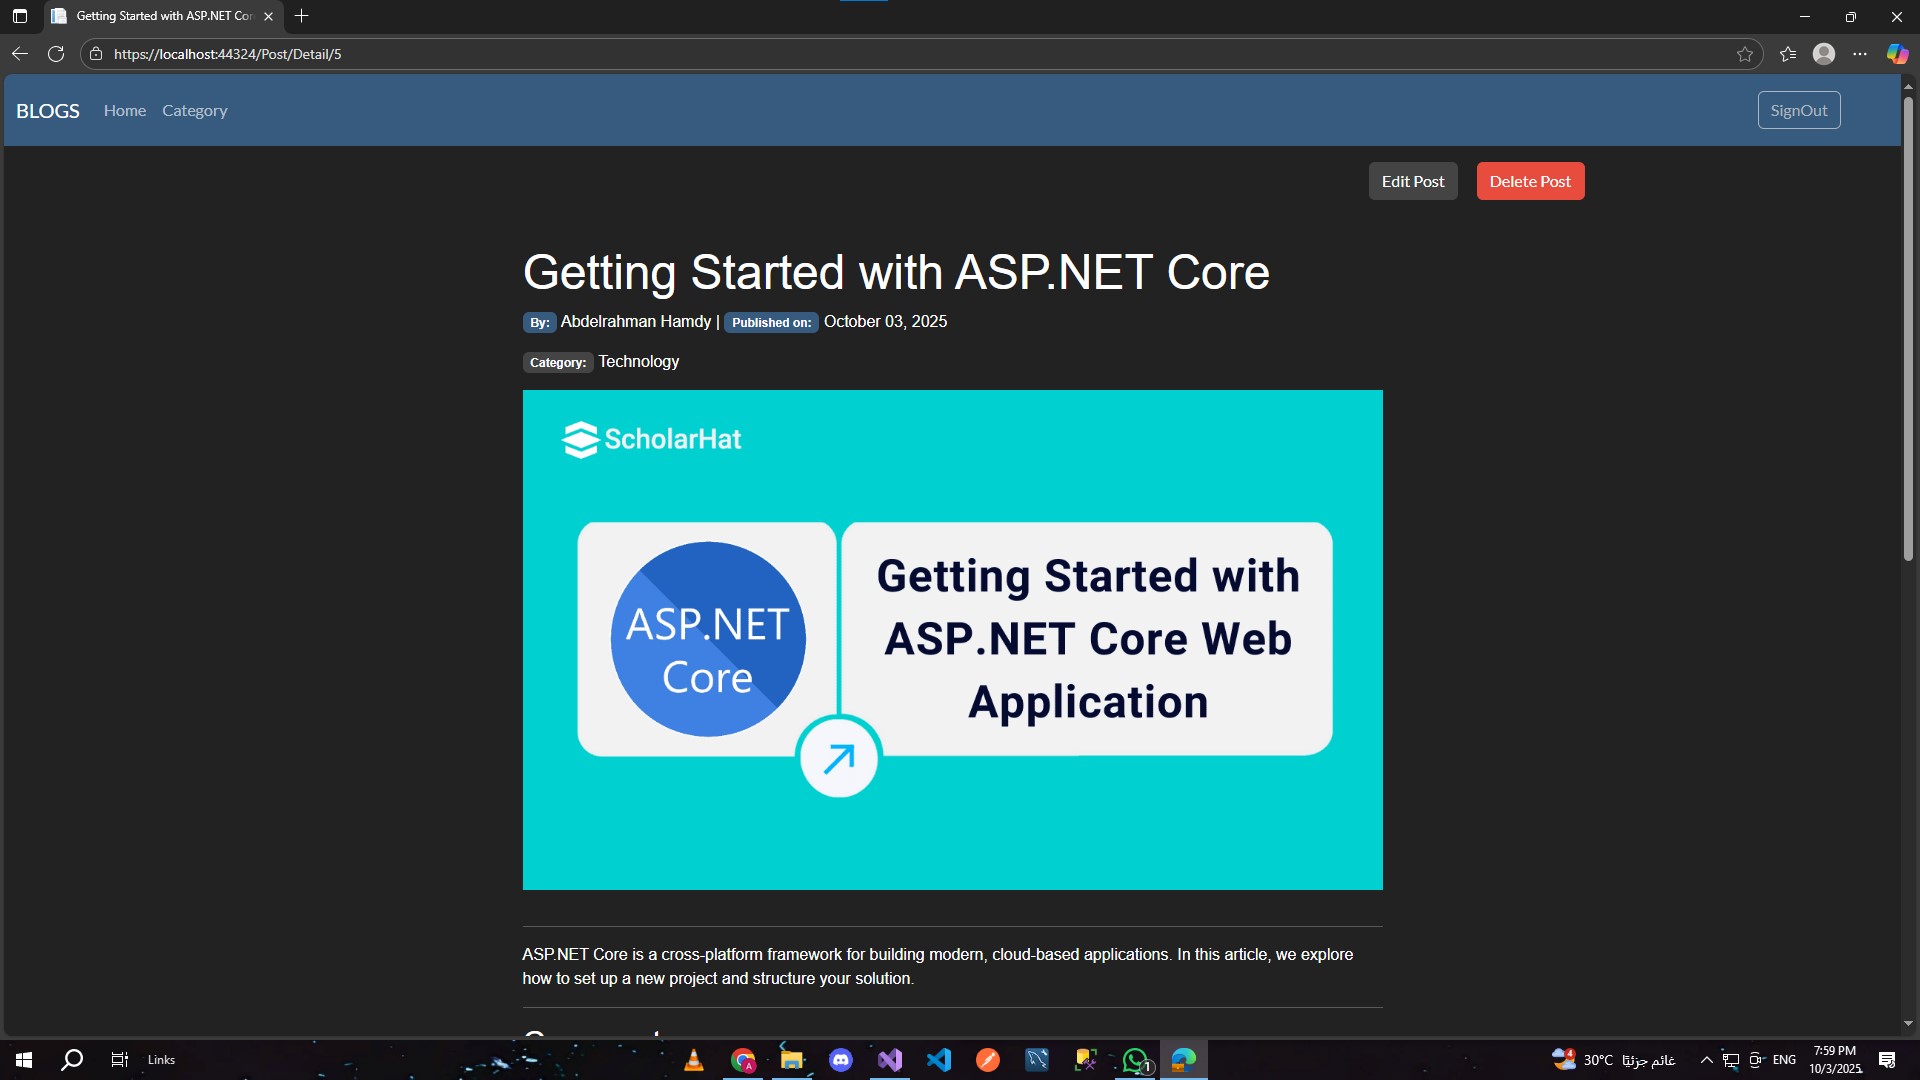 Getting Started with ASP.NET Cor
https://localhost:44324/Post/Detail/5
BLOGS Home Category SignOut
Edit Post Delete Post
Getting Started with ASP.NET Core
By: Abdelrahman Hamdy | Published on: October 03, 2025
Category: Technology
ScholarHat
ASP.NET
Core
Getting Started with
ASP.NET Core Web
Application
ASP.NET Core is a cross-platform framework for building modern, cloud-based applications. In this article, we explore
how to set up a new project and structure your solution.
Links
A
1
4
30°C غائم جزئيًا
ENG
7:59 PM
10/3/2025